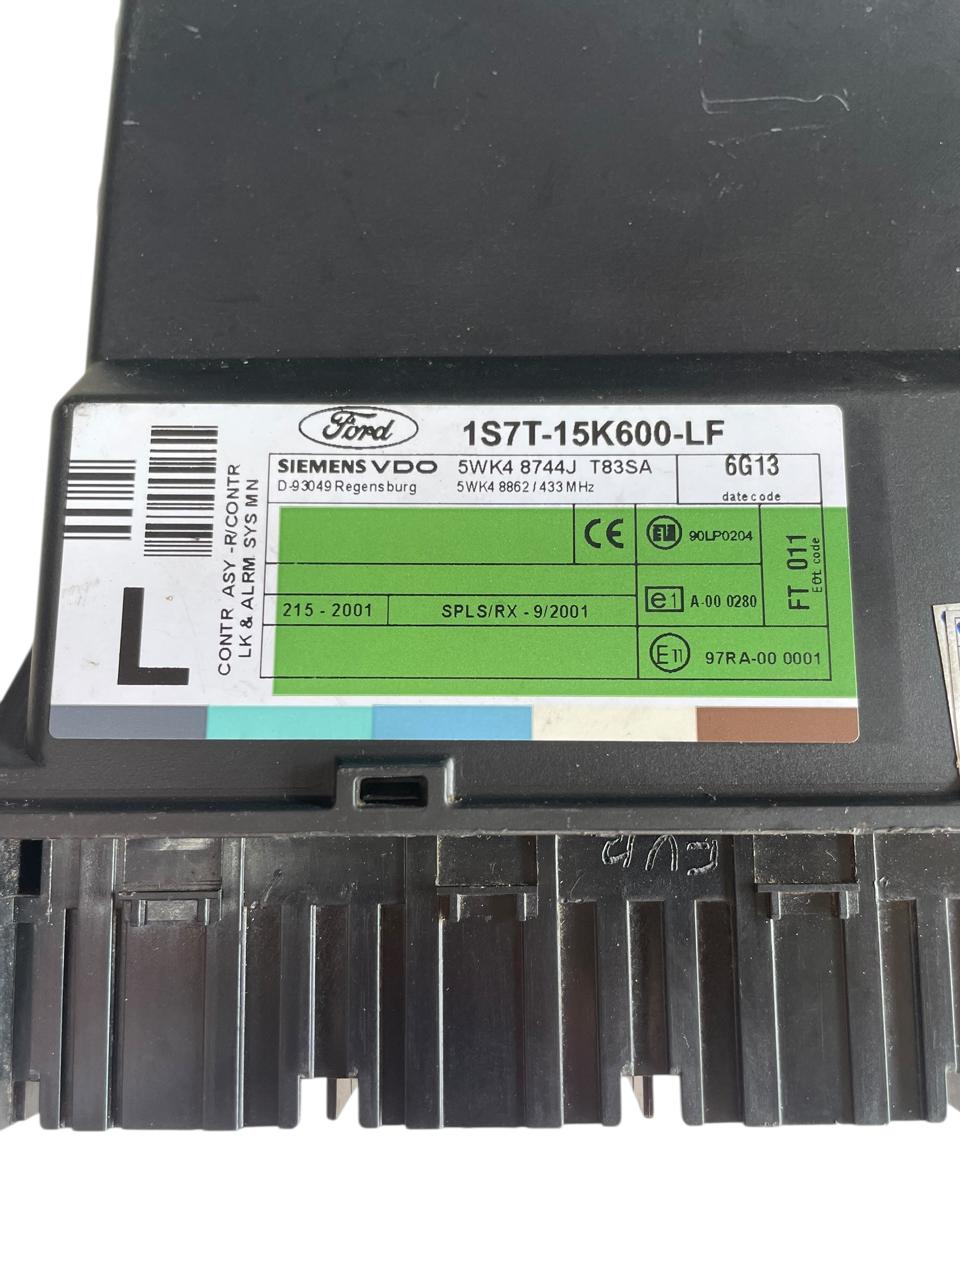 Ford
1S7T-15K600-LF
SIEMENS VDO 5WK4 8744J T83SA
D-93049 Regensburg 5WK4 8862 / 433 MHz
6G13
datecode
CE
90LP0204
FT 011
EOL code
215 - 2001
SPLS/RX - 9/2001
e1 A-00 0280
E11 97RA-00 0001
L
CONTR ASY -R/CONTR
LK & ALRM SYS MN